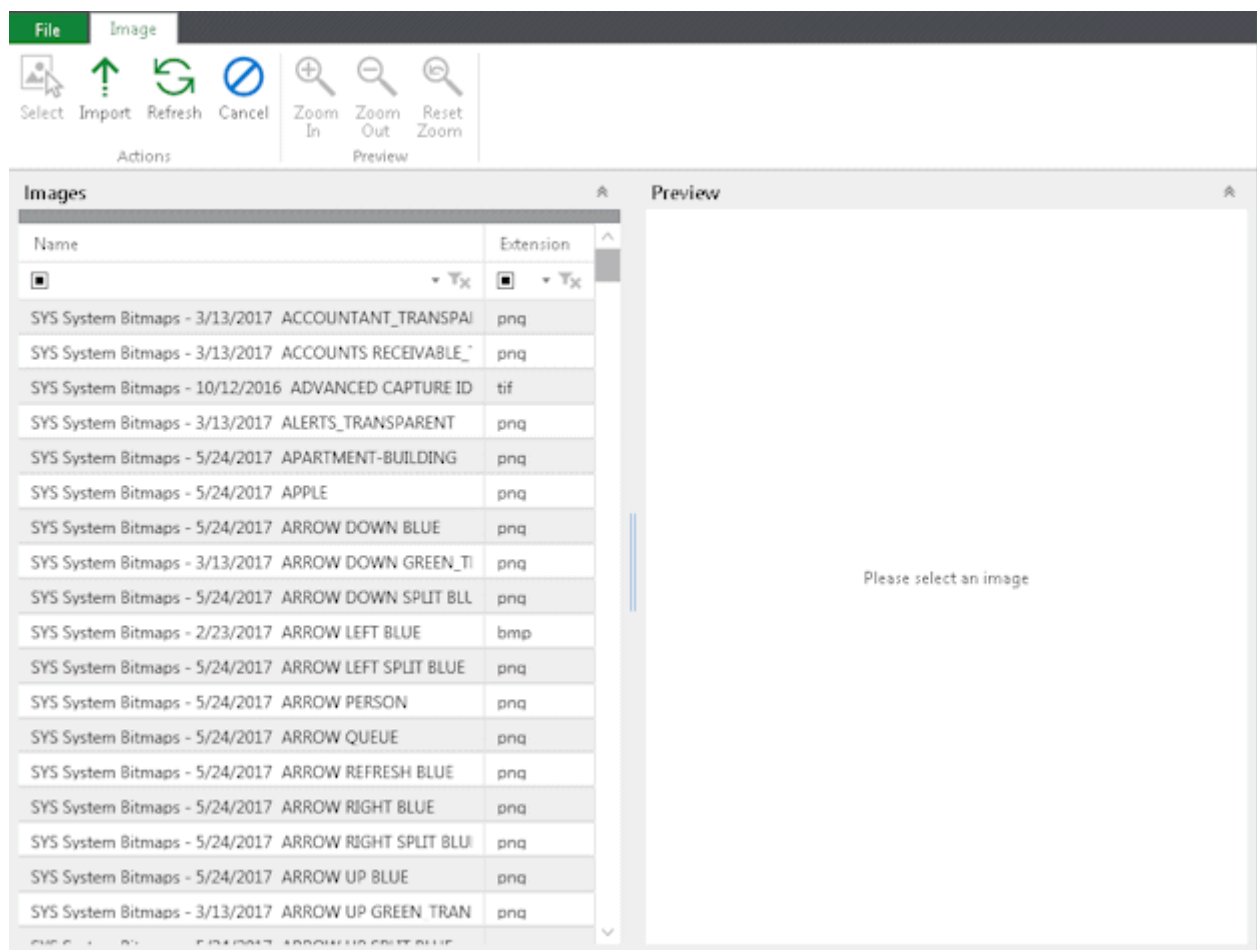 File Image
Select Import Refresh Cancel Zoom In Zoom Out Reset Zoom
Actions Preview
Images
Preview
Name Extension
SYS System Bitmaps - 3/13/2017 ACCOUNTANT_TRANSPA png
SYS System Bitmaps - 3/13/2017 ACCOUNTS RECEIVABLE_ png
SYS System Bitmaps - 10/12/2016 ADVANCED CAPTURE ID tif
SYS System Bitmaps - 3/13/2017 ALERTS_TRANSPARENT png
SYS System Bitmaps - 5/24/2017 APARTMENT-BUILDING png
SYS System Bitmaps - 5/24/2017 APPLE png
SYS System Bitmaps - 5/24/2017 ARROW DOWN BLUE png
SYS System Bitmaps - 3/13/2017 ARROW DOWN GREEN_T png
SYS System Bitmaps - 5/24/2017 ARROW DOWN SPLIT BLU png
SYS System Bitmaps - 2/23/2017 ARROW LEFT BLUE bmp
SYS System Bitmaps - 5/24/2017 ARROW LEFT SPLIT BLUE png
SYS System Bitmaps - 5/24/2017 ARROW PERSON png
SYS System Bitmaps - 5/24/2017 ARROW QUEUE png
SYS System Bitmaps - 5/24/2017 ARROW REFRESH BLUE png
SYS System Bitmaps - 5/24/2017 ARROW RIGHT BLUE png
SYS System Bitmaps - 5/24/2017 ARROW RIGHT SPLIT BLU png
SYS System Bitmaps - 5/24/2017 ARROW UP BLUE png
SYS System Bitmaps - 3/13/2017 ARROW UP GREEN_TRAN png
Please select an image